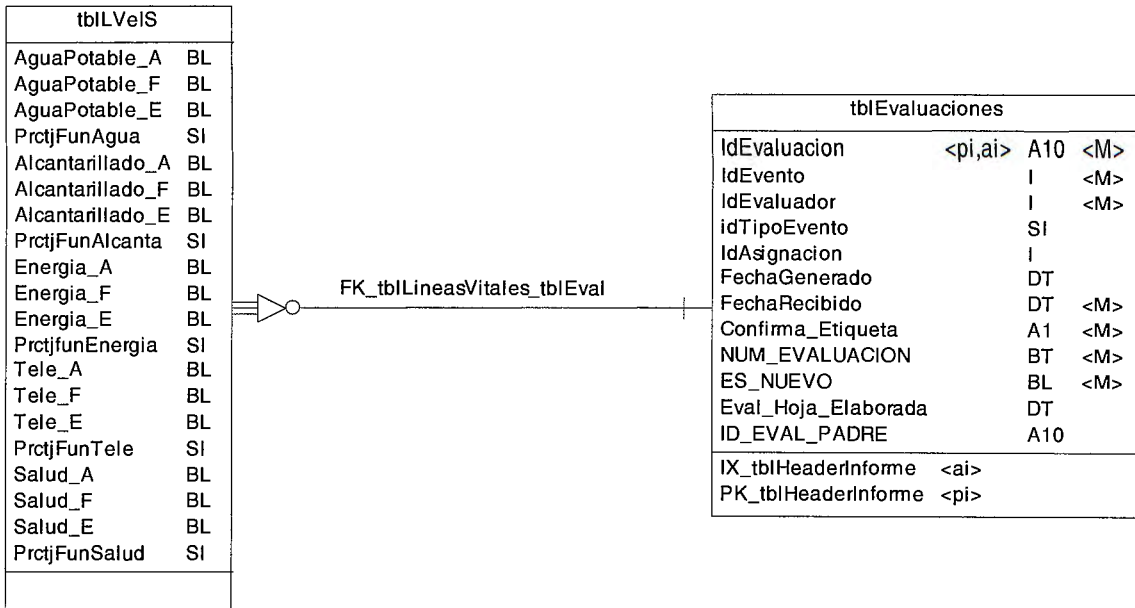 tblLVelS
AguaPotable_A BL
AguaPotable_F BL
AguaPotable_E BL
PrctjFunAgua SI
Alcantarillado_A BL
Alcantarillado_F BL
Alcantarillado_E BL
PrctjFunAlcanta SI
Energia_A BL
Energia_F BL
Energia_E BL
PrctjfunEnergia SI
Tele_A BL
Tele_F BL
Tele_E BL
PrctjFunTele SI
Salud_A BL
Salud_F BL
Salud_E BL
PrctjFunSalud SI
FK_tblLineasVitales_tblEval
tblEvaluaciones
IdEvaluacion <pi,ai> A10 <M>
IdEvento I <M>
IdEvaluador I <M>
idTipoEvento SI
IdAsignacion I
FechaGenerado DT
FechaRecibido DT <M>
Confirma_Etiqueta A1 <M>
NUM_EVALUACION BT <M>
ES_NUEVO BL <M>
Eval_Hoja_Elaborada DT
ID_EVAL_PADRE A10
IX_tblHeaderInforme <ai>
PK_tblHeaderInforme <pi>